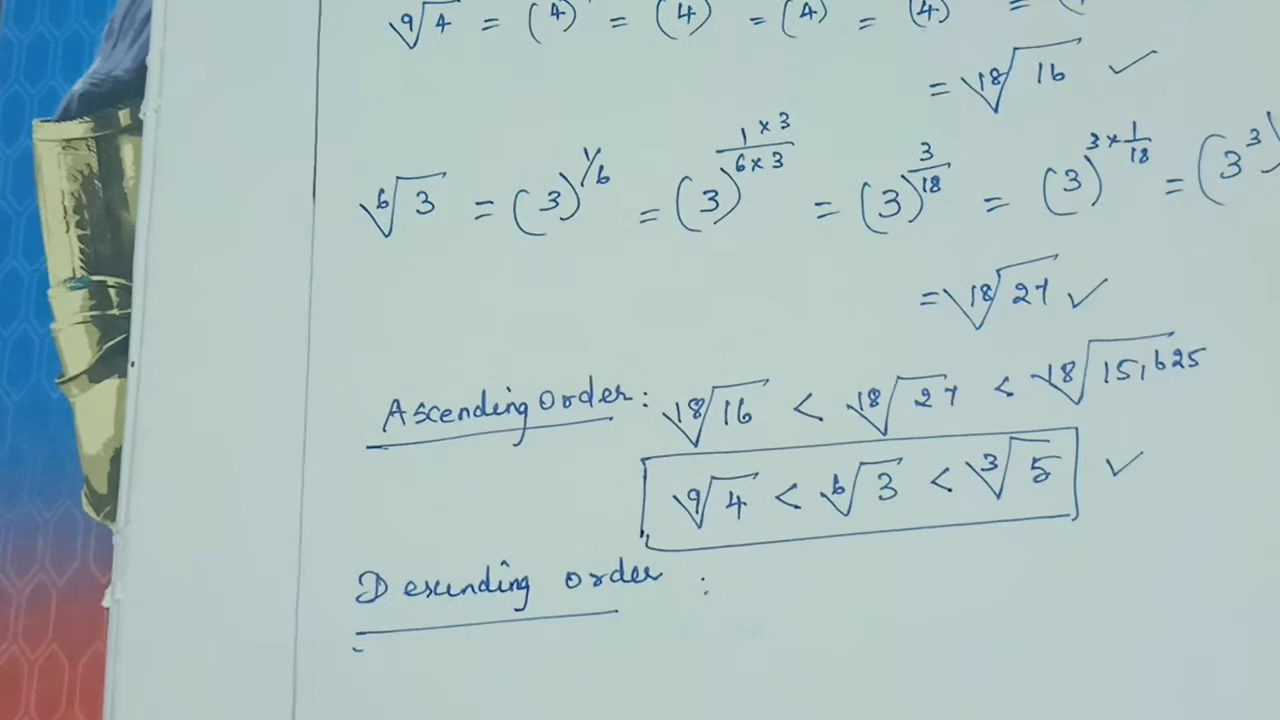 ⁹√4 = (4) = (4) = (4) = (4) =
= ¹⁸√16 ✓
⁶√3 = (3)^1/6 = (3)^(1×3)/(6×3) = (3)^3/18 = (3)^3×1/18 = (3³)
= ¹⁸√27 ✓
Ascending Order : ¹⁸√16 < ¹⁸√27 < ¹⁸√15,625
⁹√4 < ⁶√3 < ³√5 ✓
Descending order :